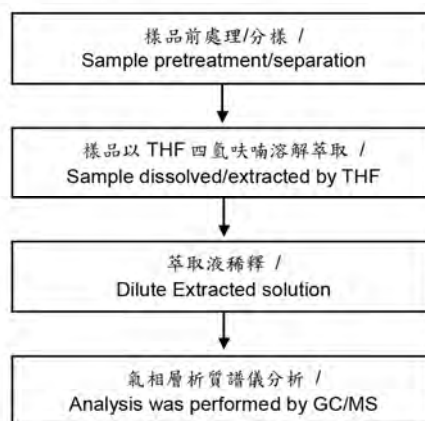 樣品前處理/分樣 /
Sample pretreatment/separation
樣品以 THF 四氫呋喃溶解萃取 /
Sample dissolved/extracted by THF
萃取液稀釋 /
Dilute Extracted solution
氣相層析質譜儀分析 /
Analysis was performed by GC/MS